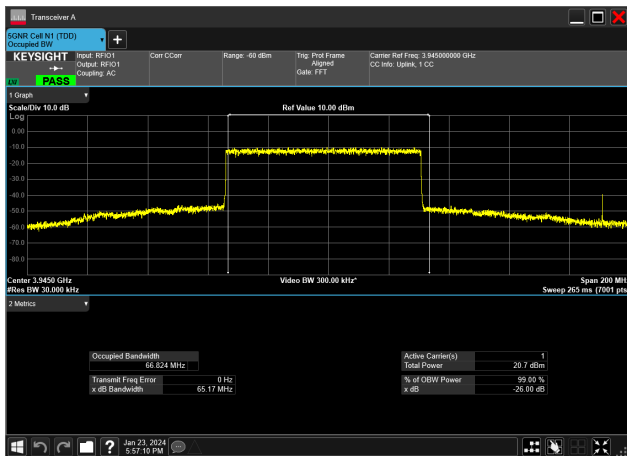 Transceiver A
5GNR Cell N1 (TDD)
Occupied BW
+
KEYSIGHT
LNI
PASS
Input: RFIO1
Output: RFIO1
Coupling: AC
Corr CCorr
Range: -60 dBm
Trig: Prot Frame
Aligned
Gate: FFT
Carrier Ref Freq: 3.945000000 GHz
CC Info: Uplink, 1 CC
1 Graph
Scale/Div 10.0 dB
Ref Value 10.00 dBm
Log
0.00
-10.0
-20.0
-30.0
-40.0
-50.0
-60.0
-70.0
-80.0
Center 3.9450 GHz
Video BW 300.00 kHz*
Span 200 MH
#Res BW 30.000 kHz
Sweep 265 ms (7001 pts
2 Metrics
Occupied Bandwidth
66.824 MHz
Transmit Freq Error 0 Hz
x dB Bandwidth 65.17 MHz
Active Carrier(s) 1
Total Power 20.7 dBm
% of OBW Power 99.00 %
x dB -26.00 dB
?
Jan 23, 2024
5:57:10 PM